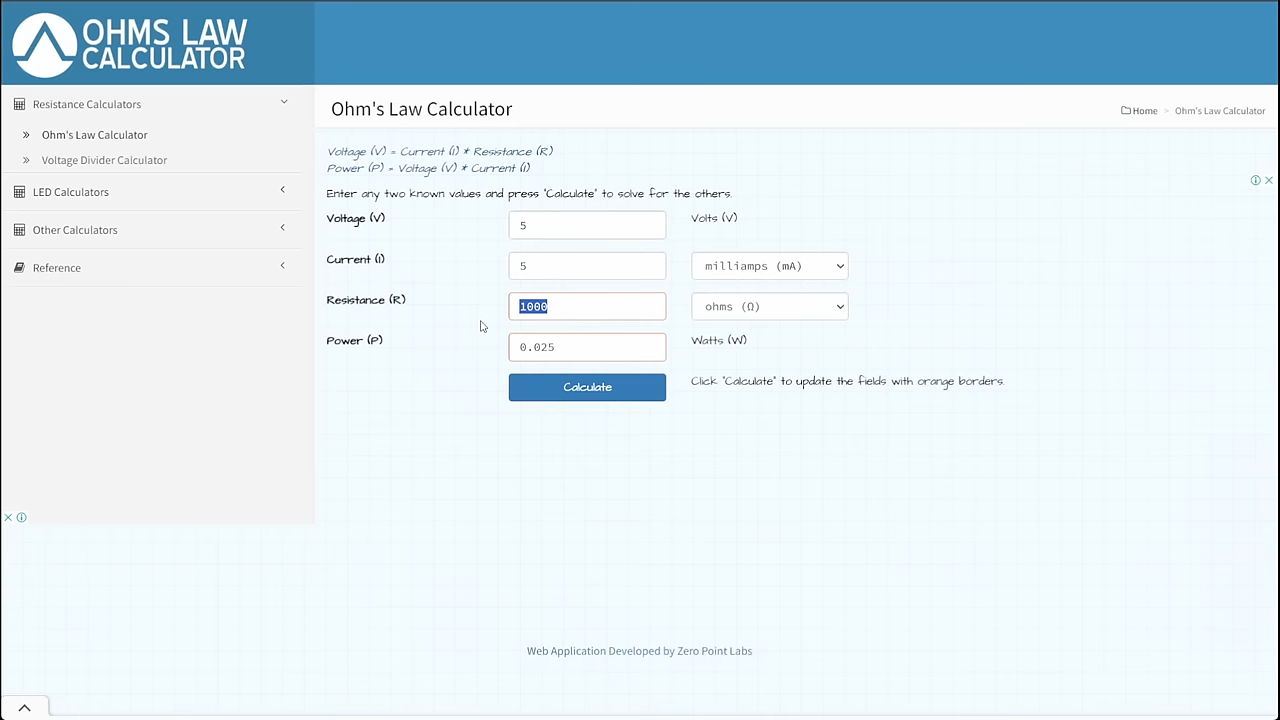 OHMS LAW
CALCULATOR
Resistance Calculators
Ohm's Law Calculator
Voltage Divider Calculator
LED Calculators
Other Calculators
Reference
Ohm's Law Calculator
Home > Ohm's Law Calculator
Voltage (V) = Current (I) * Resistance (R)
Power (P) = Voltage (V) * Current (I)
Enter any two known values and press "Calculate" to solve for the others.
Voltage (V) 5 Volts (V)
Current (I) 5 milliamps (mA)
Resistance (R) 1000 ohms (Ω)
Power (P) 0.025 Watts (W)
Calculate Click "Calculate" to update the fields with orange borders.
Web Application Developed by Zero Point Labs